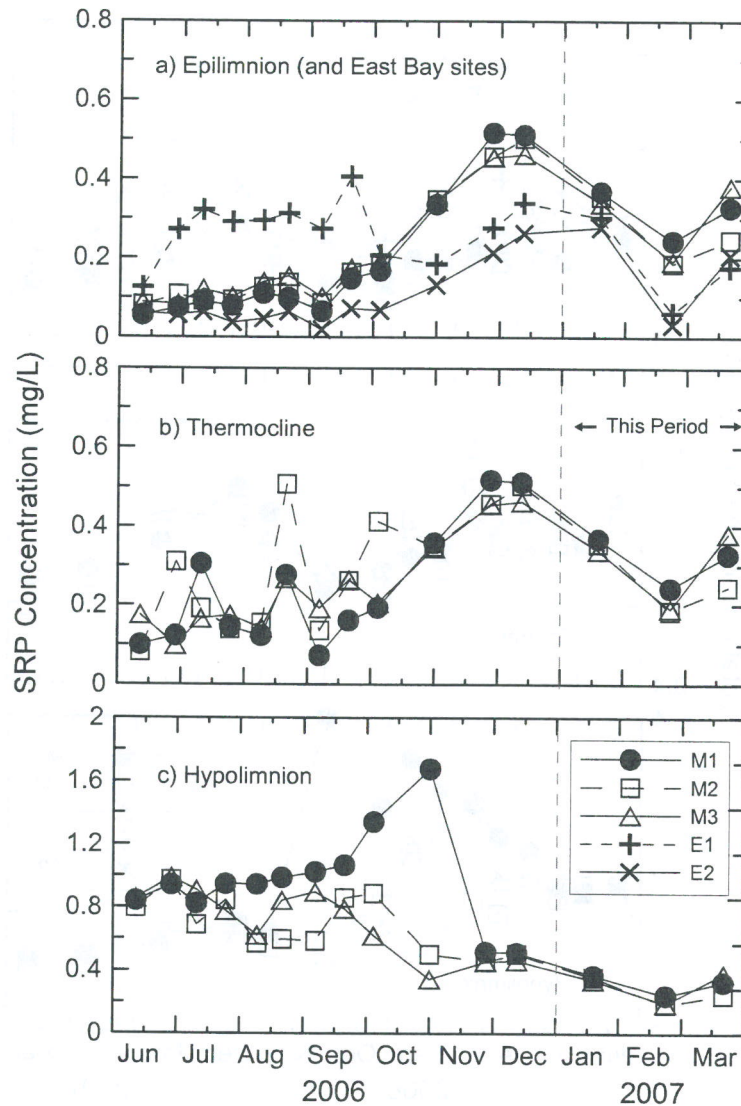 0.8
a) Epilimnion (and East Bay sites)
0.6
0.4
0.2
0
0.8
b) Thermocline
← This Period →
0.6
0.4
0.2
0
SRP Concentration (mg/L)
2
c) Hypolimnion
1.6
1.2
0.8
0.4
0
M1
M2
M3
E1
E2
Jun Jul Aug Sep Oct Nov Dec Jan Feb Mar
2006 2007